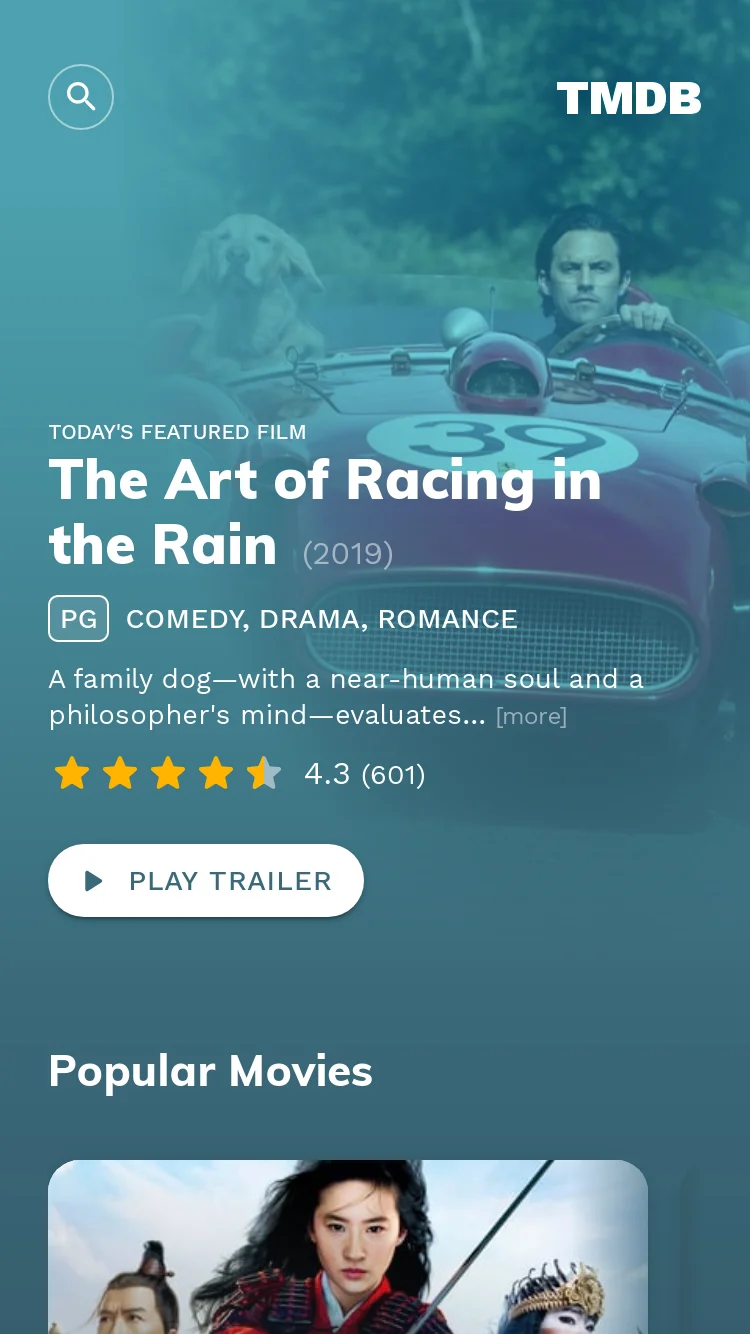 TMDB
39
TODAY'S FEATURED FILM
The Art of Racing in
the Rain (2019)
PG COMEDY, DRAMA, ROMANCE
A family dog—with a near-human soul and a
philosopher's mind—evaluates... [more]
4.3 (601)
PLAY TRAILER
Popular Movies